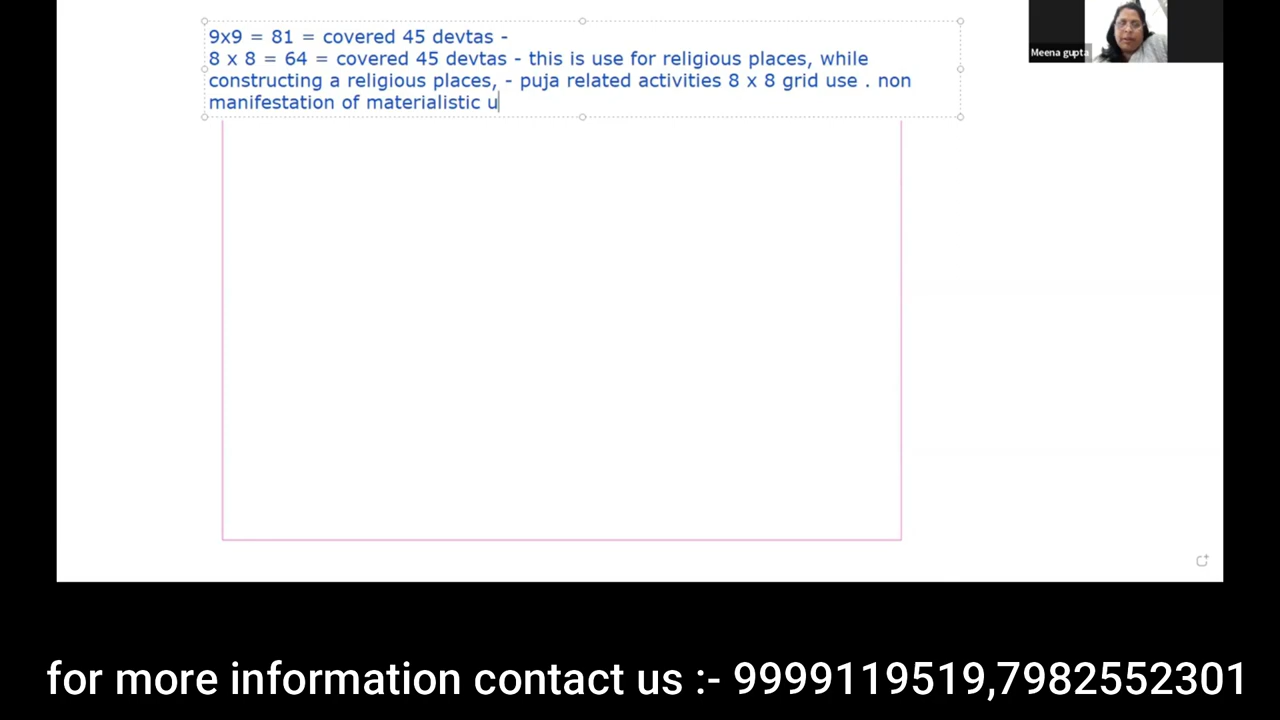 9x9 = 81 = covered 45 devtas -
8 x 8 = 64 = covered 45 devtas - this is use for religious places, while
constructing a religious places, - puja related activities 8 x 8 grid use . non
manifestation of materialistic u
Meena gupta
for more information contact us :- 9999119519,7982552301